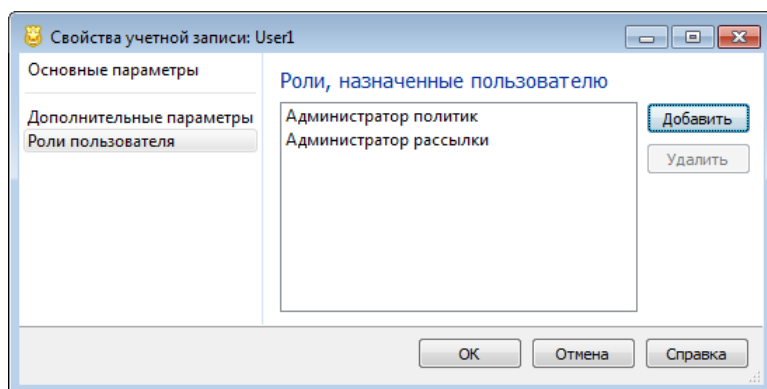 Свойства учетной записи: User1
Основные параметры
Дополнительные параметры
Роли пользователя
Роли, назначенные пользователю
Администратор политик
Администратор рассылки
Добавить
Удалить
OK
Отмена
Справка